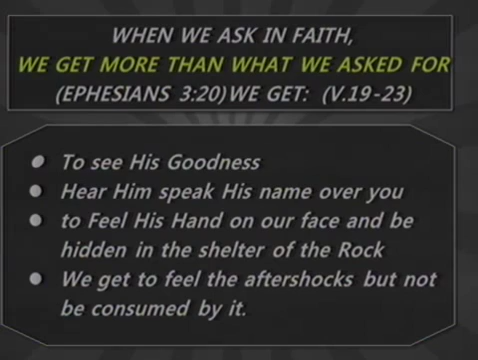 WHEN WE ASK IN FAITH,
WE GET MORE THAN WHAT WE ASKED FOR
(EPHESIANS 3:20) WE GET: (V.19-23)
● To see His Goodness
● Hear Him speak His name over you
● to Feel His Hand on our face and be
hidden in the shelter of the Rock
● We get to feel the aftershocks but not
be consumed by it.